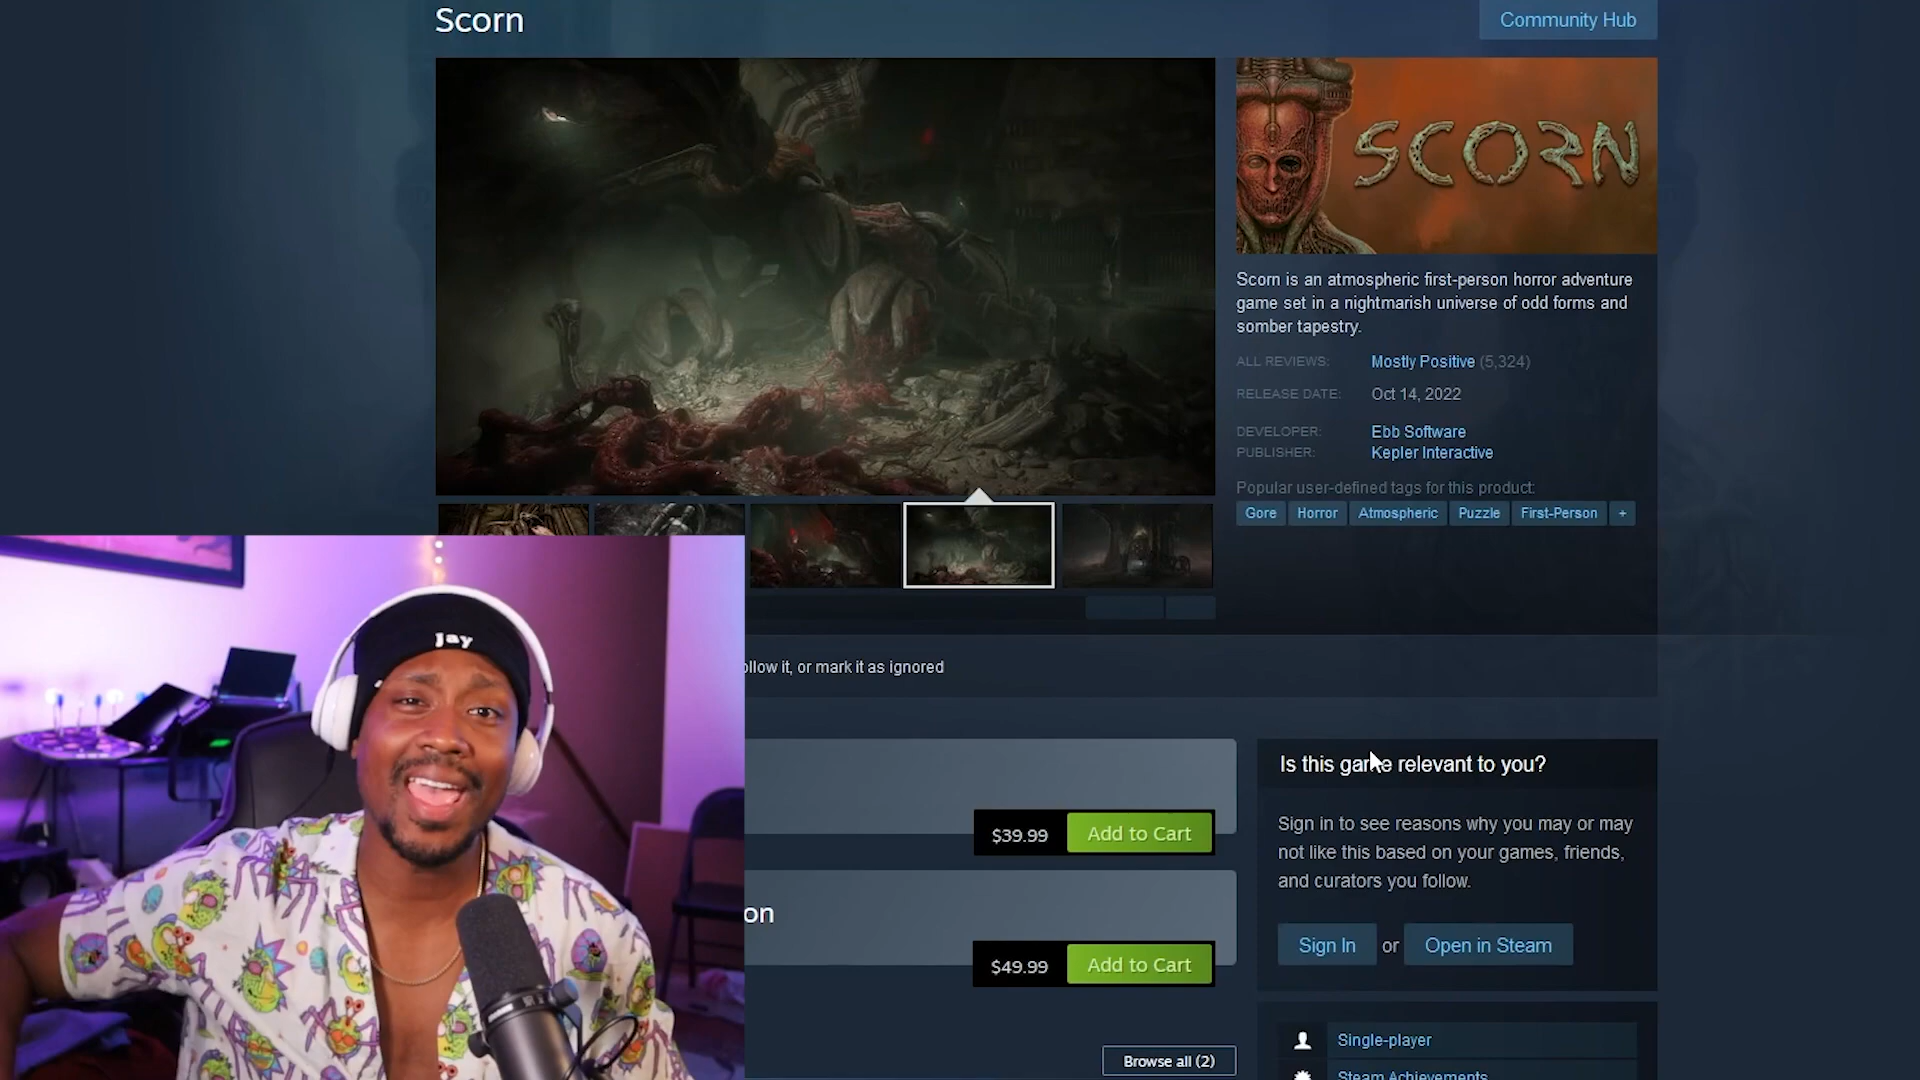 Scorn
Community Hub
SCORN
Scorn is an atmospheric first-person horror adventure
game set in a nightmarish universe of odd forms and
somber tapestry.
ALL REVIEWS: Mostly Positive (5,324)
RELEASE DATE: Oct 14, 2022
DEVELOPER: Ebb Software
PUBLISHER: Kepler Interactive
Popular user-defined tags for this product:
Gore Horror Atmospheric Puzzle First-Person +
jay
ollow it, or mark it as ignored
Is this game relevant to you?
$39.99 Add to Cart
Sign in to see reasons why you may or may
not like this based on your games, friends,
and curators you follow.
on
Sign In or Open in Steam
$49.99 Add to Cart
Single-player
Browse all (2)
Steam Achievements